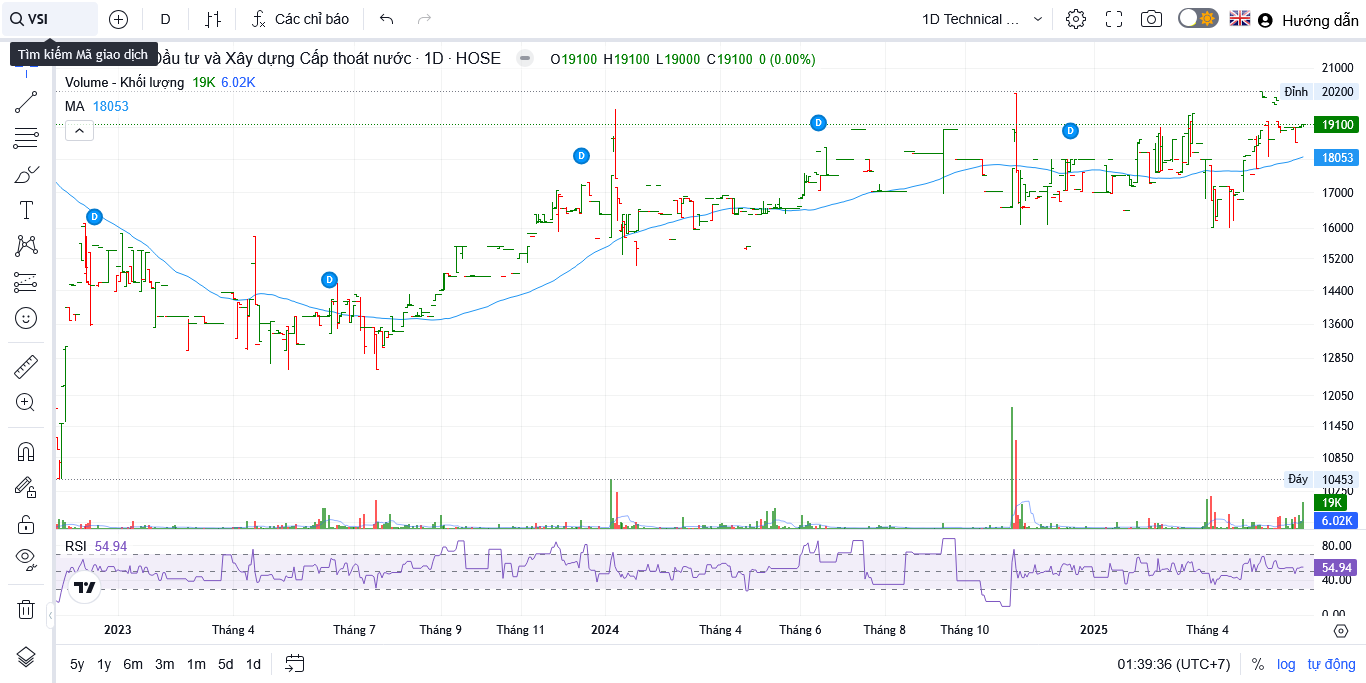 VSI D Các chỉ báo 1D Technical ... Hướng dẫn
Tìm kiếm Mã giao dịch
Đầu tư và Xây dựng Cấp thoát nước · 1D · HOSE O19100 H19100 L19000 C19100 0 (0.00%)
Volume - Khối lượng 19K 6.02K
MA 18053
21000
Đỉnh 20200
19100
18053
17000
16000
15200
14400
13600
12850
12050
11450
10850
Đáy 10453
10250
19K
6.02K
D
D
D
D
D
RSI 54.94
80.00
54.94
40.00
0.00
2023 Tháng 4 Tháng 7 Tháng 9 Tháng 11 2024 Tháng 4 Tháng 6 Tháng 8 Tháng 10 2025 Tháng 4
5y 1y 6m 3m 1m 5d 1d 01:39:36 (UTC+7) % log tự động